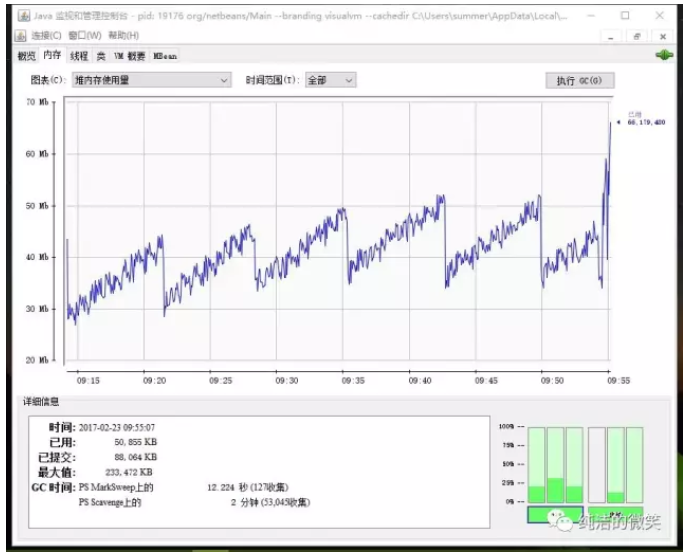 Java 监视和管理控制台 - pid: 19176 org/netbeans/Main --branding visualvm --cachedir C:\Users\summer\AppData\Local\...
连接(C) 窗口(W) 帮助(H)
概览 内存 线程 类 VM 概要 MBean
图表(C): 堆内存使用量 时间范围(T): 全部 执行 GC(G)
70 Mb
已用
66,179,400
60 Mb
50 Mb
40 Mb
30 Mb
20 Mb
09:15 09:20 09:25 09:30 09:35 09:40 09:45 09:50 09:55
详细信息
时间: 2017-02-23 09:55:07
已用: 50,855 KB
已提交: 88,064 KB
最大值: 233,472 KB
GC 时间: PS MarkSweep上的 12.224 秒 (127收集)
PS Scavenge上的 2 分钟 (53,045收集)
100% --
75% --
50% --
25% --
0% --
纯洁的微笑